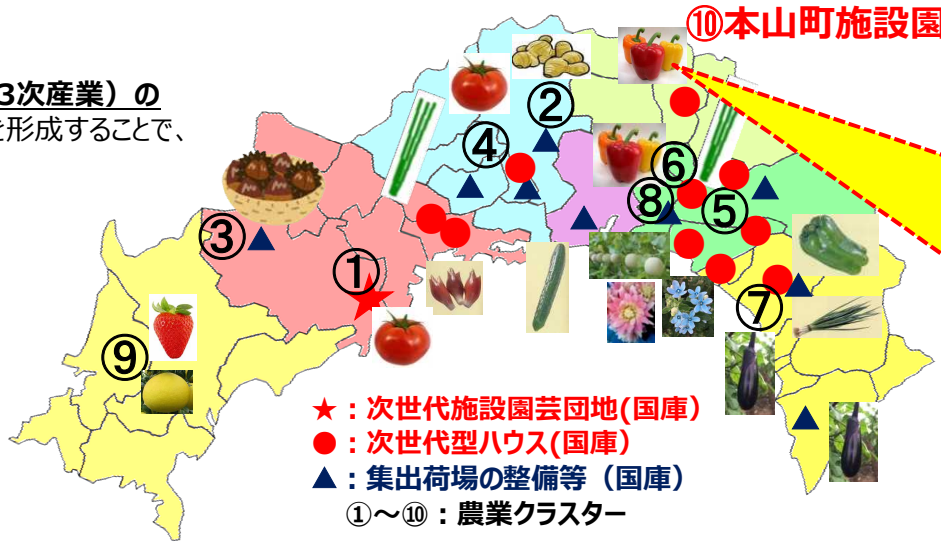 ⑩本山町施設園
3次産業）の
を形成することで、
②
④
⑥
⑧
⑤
③
①
⑦
⑨
★：次世代施設園芸団地(国庫）
●：次世代型ハウス(国庫）
▲：集出荷場の整備等（国庫）
①～⑩：農業クラスター